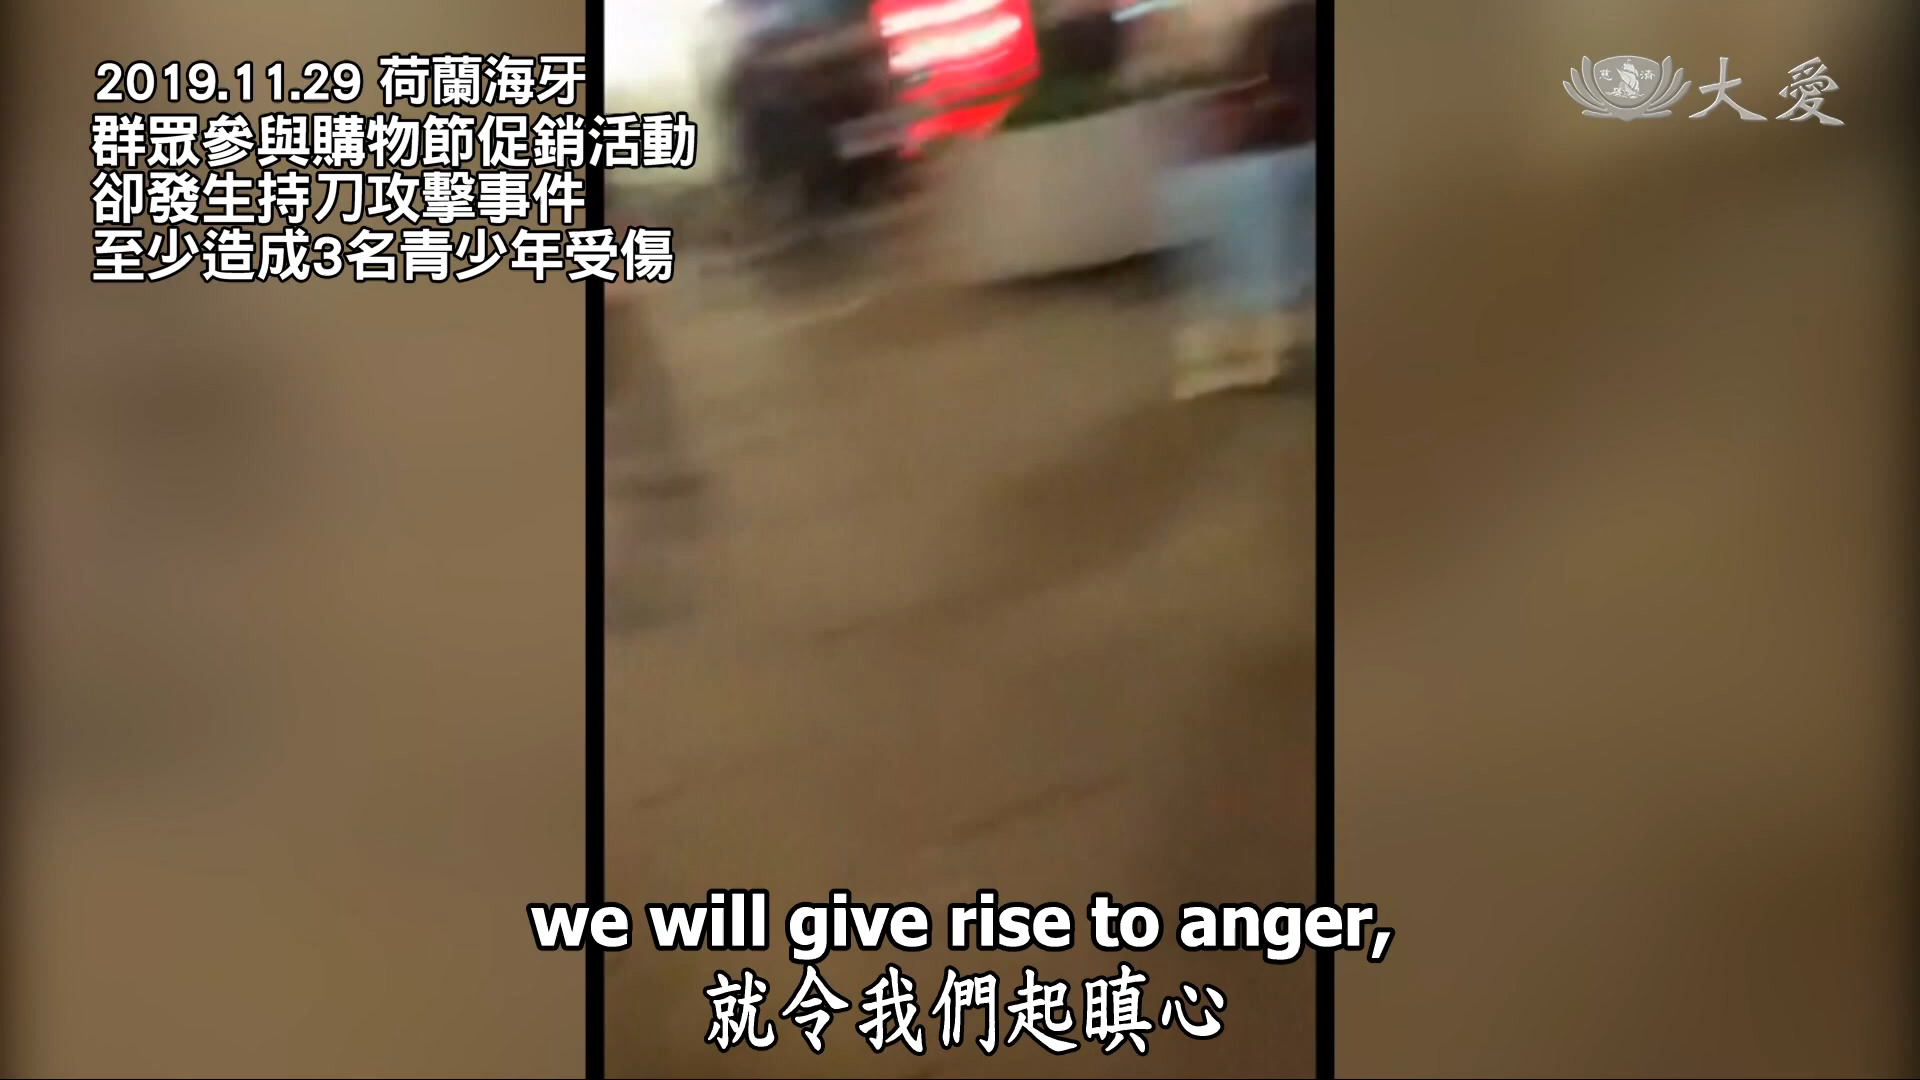 2019.11.29 荷蘭海牙
群眾參與購物節促銷活動
卻發生持刀攻擊事件
至少造成3名青少年受傷
慈濟
大愛
we will give rise to anger,
就令我們起瞋心